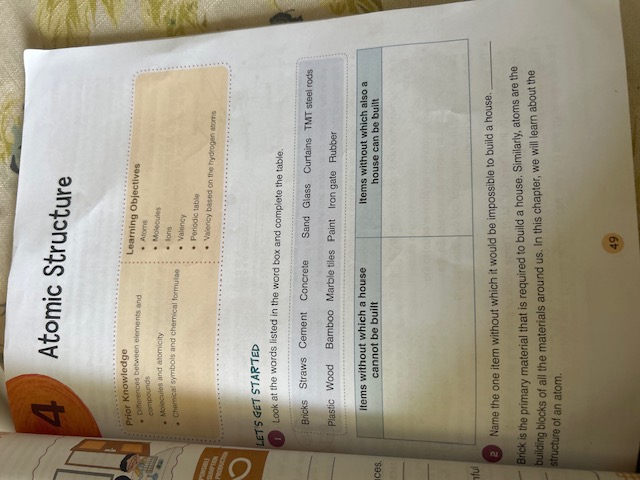 4
Atomic Structure
Prior Knowledge
• Differences between elements and
compounds
• Molecules and atomicity
• Chemical symbols and chemical formulae
Learning Objectives
• Atoms
• Molecules
• Ions
• Valency
• Periodic table
• Valency based on the hydrogen atoms
LET'S GET STARTED
1 Look at the words listed in the word box and complete the table.
Bricks Straws Cement Concrete Sand Glass Curtains TMT steel rods
Plastic Wood Bamboo Marble tiles Paint Iron gate Rubber
Items without which a house
cannot be built
Items without which also a
house can be built
2 Name the one item without which it would be impossible to build a house.
Brick is the primary material that is required to build a house. Similarly, atoms are the
building blocks of all the materials around us. In this chapter, we will learn about the
structure of an atom.
49